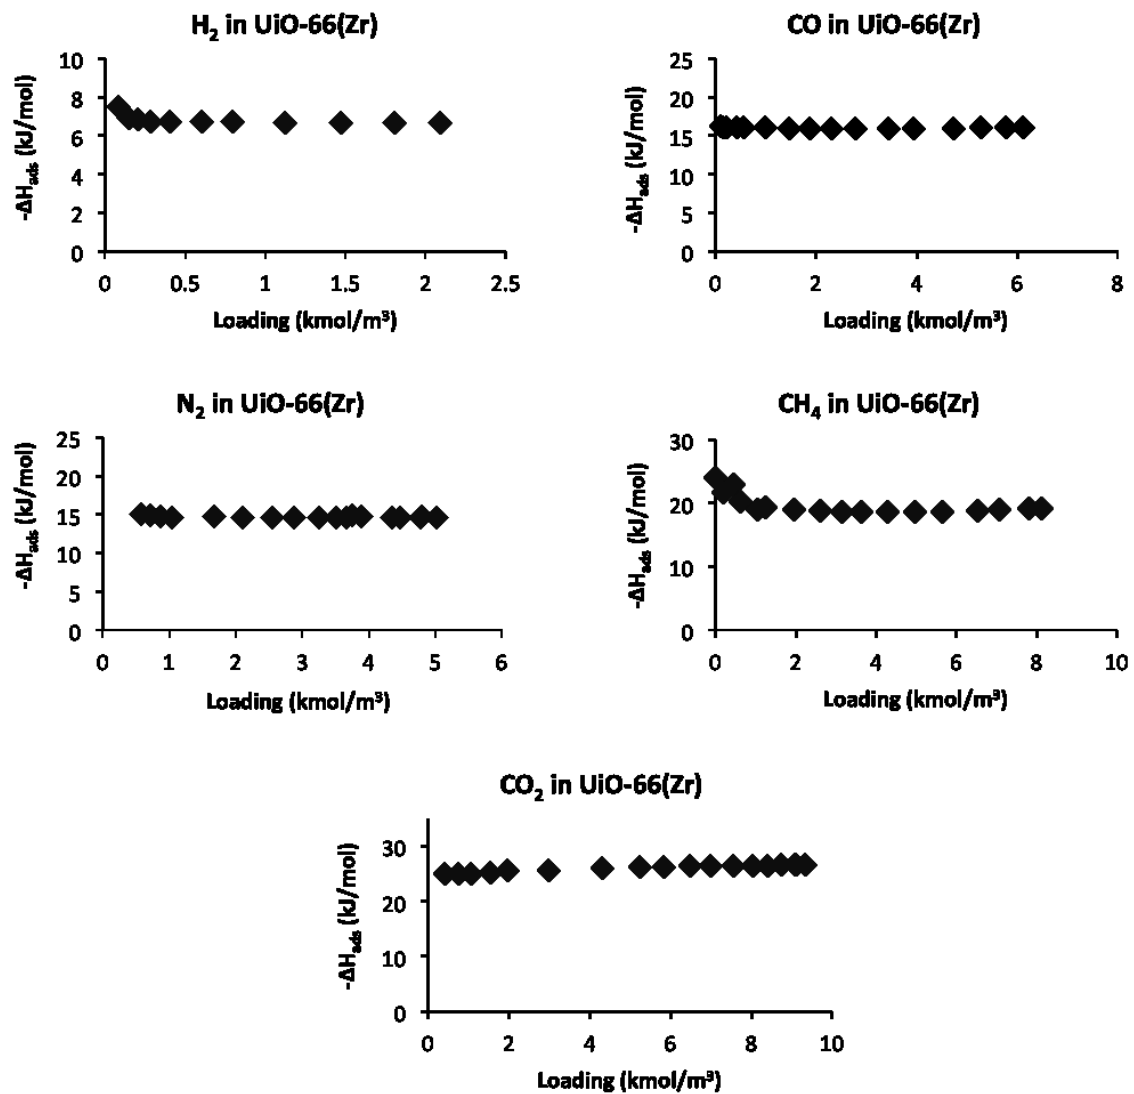 H₂ in UiO-66(Zr)
-ΔHads (kJ/mol)
10
8
6
4
2
0
0 0.5 1 1.5 2 2.5
Loading (kmol/m³)
CO in UiO-66(Zr)
-ΔHads (kJ/mol)
25
20
15
10
5
0
0 2 4 6 8
Loading (kmol/m³)
N₂ in UiO-66(Zr)
-ΔHads (kJ/mol)
25
20
15
10
5
0
0 1 2 3 4 5 6
Loading (kmol/m³)
CH₄ in UiO-66(Zr)
-ΔHads (kJ/mol)
30
20
10
0
0 2 4 6 8 10
Loading (kmol/m³)
CO₂ in UiO-66(Zr)
-ΔHads (kJ/mol)
30
20
10
0
0 2 4 6 8 10
Loading (kmol/m³)